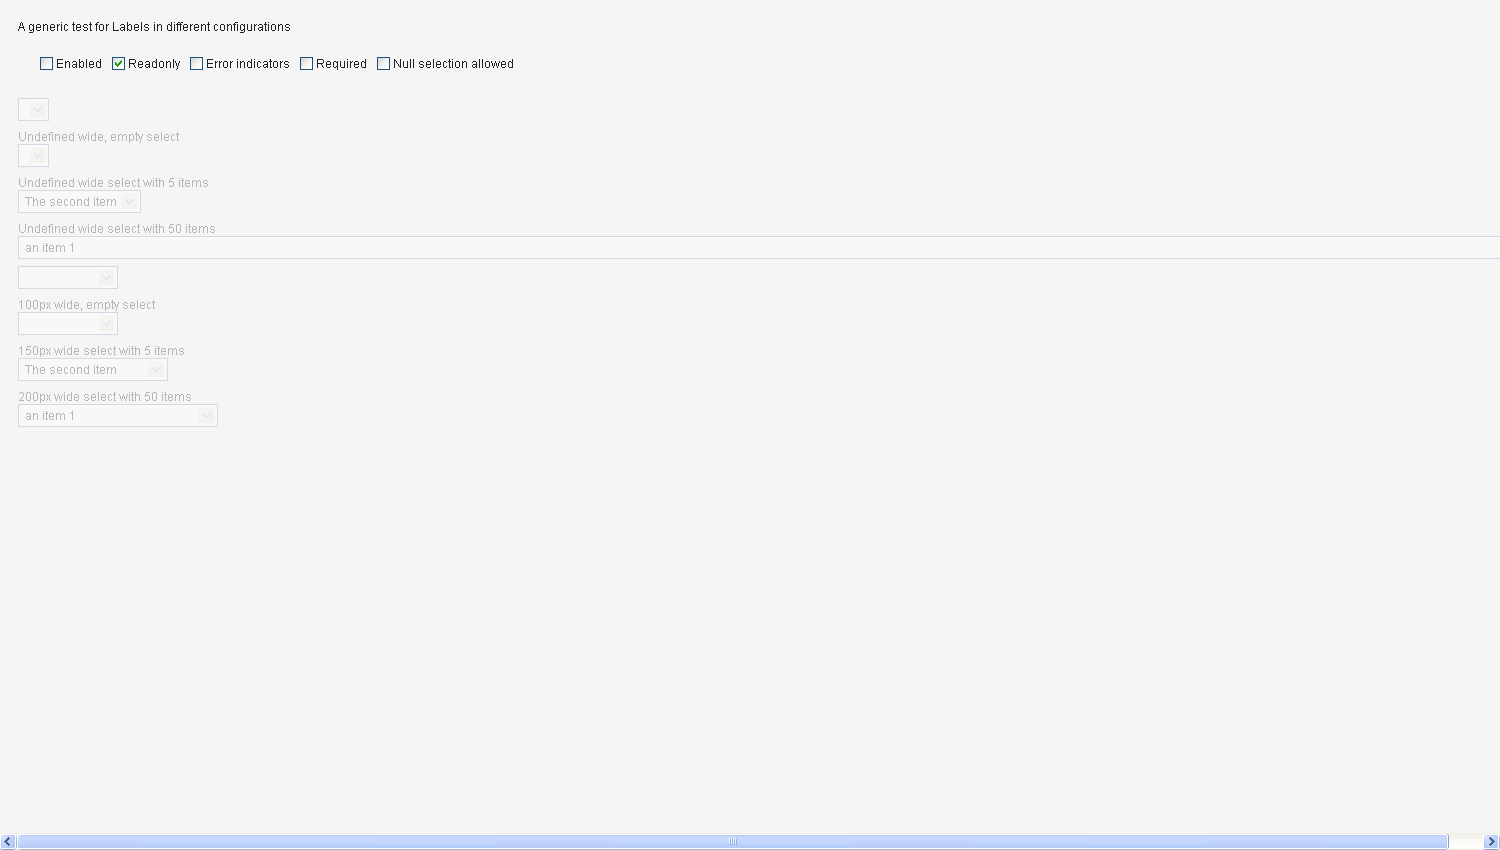 A generic test for Labels in different configurations
Enabled Readonly Error indicators Required Null selection allowed
Undefined wide, empty select
Undefined wide select with 5 items
The second item
Undefined wide select with 50 items
an item 1
100px wide, empty select
150px wide select with 5 items
The second item
200px wide select with 50 items
an item 1